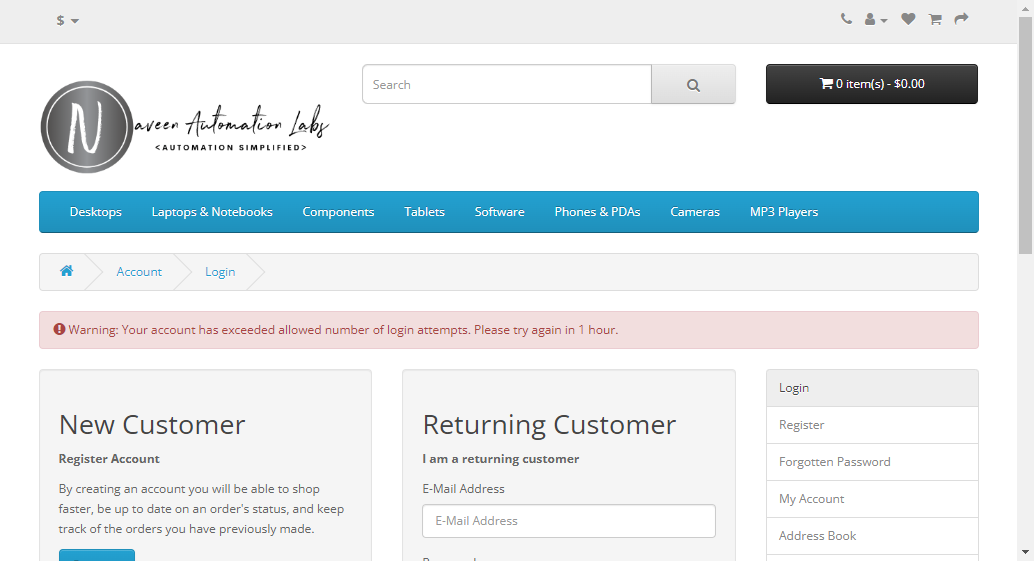 $
Search
0 item(s) - $0.00
N
aveen Automation Labs
<AUTOMATION SIMPLIFIED>
Desktops Laptops & Notebooks Components Tablets Software Phones & PDAs Cameras MP3 Players
Account Login
Warning: Your account has exceeded allowed number of login attempts. Please try again in 1 hour.
New Customer
Register Account
By creating an account you will be able to shop
faster, be up to date on an order's status, and keep
track of the orders you have previously made.
Returning Customer
I am a returning customer
E-Mail Address
E-Mail Address
Login
Register
Forgotten Password
My Account
Address Book